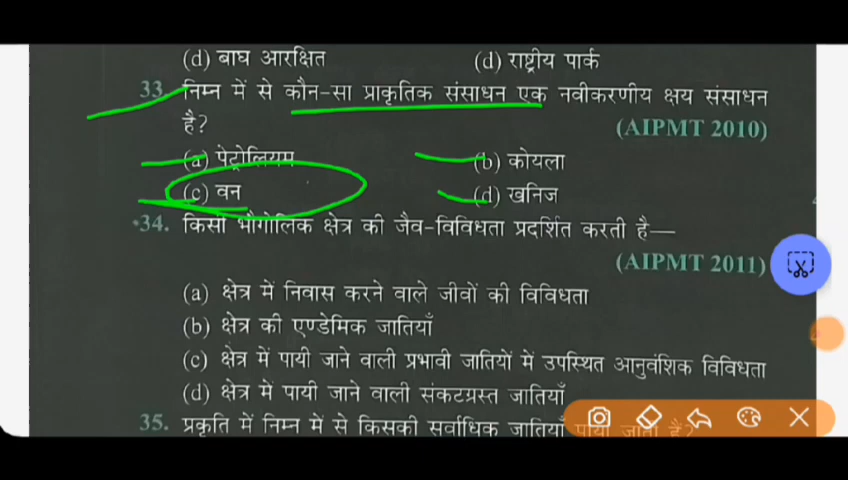 (d) बाघ आरक्षित (d) राष्ट्रीय पार्क
33. निम्न में से कौन-सा प्राकृतिक संसाधन एक नवीकरणीय क्षय संसाधन
है? (AIPMT 2010)
(a) पेट्रोलियम (b) कोयला
(c) वन (d) खनिज
*34. किसी भौगोलिक क्षेत्र की जैव-विविधता प्रदर्शित करती है—
(AIPMT 2011)
(a) क्षेत्र में निवास करने वाले जीवों की विविधता
(b) क्षेत्र की एण्डेमिक जातियाँ
(c) क्षेत्र में पायी जाने वाली प्रभावी जातियों में उपस्थित आनुवंशिक विविधता
(d) क्षेत्र में पायी जाने वाली संकटग्रस्त जातियाँ
35. प्रकृति में निम्न में से किसकी सर्वाधिक जातियाँ पायी जाती हैं?